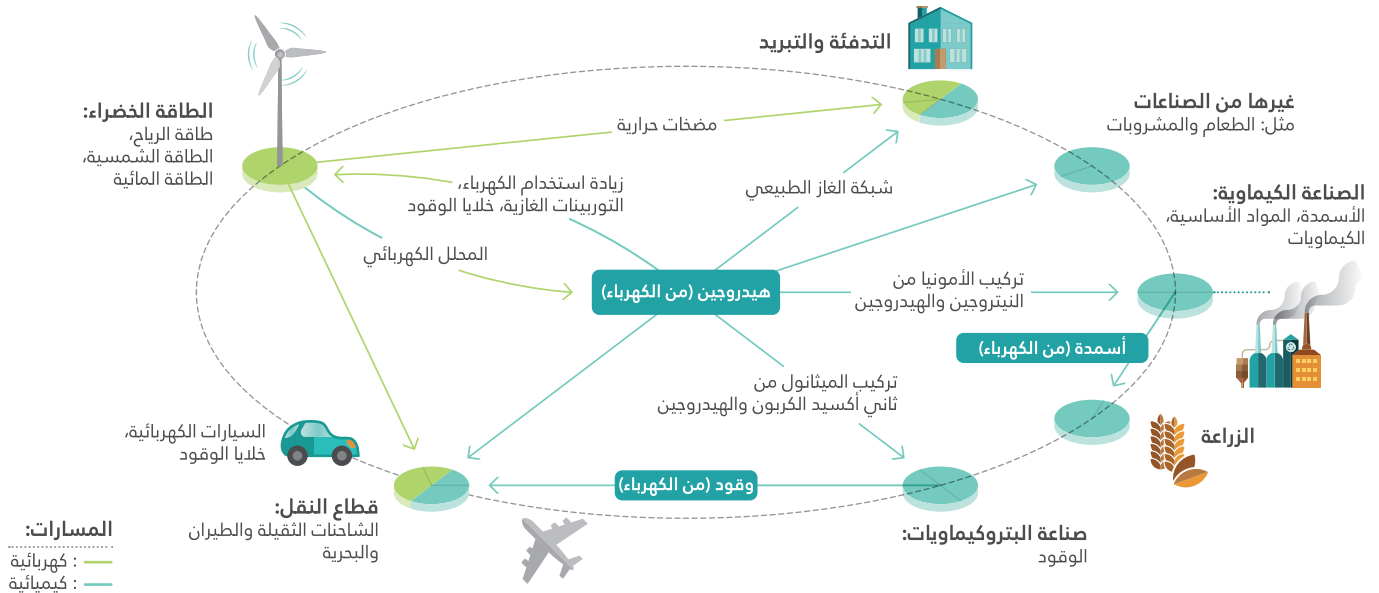 التدفئة والتبريد
الطاقة الخضراء:
طاقة الرياح،
الطاقة الشمسية،
الطاقة المائية
غيرها من الصناعات
مثل: الطعام والمشروبات
مضخات حرارية
زيادة استخدام الكهرباء،
التوربينات الغازية، خلايا الوقود
شبكة الغاز الطبيعي
الصناعة الكيماوية:
الأسمدة، المواد الأساسية،
الكيماويات
المحلل الكهربائي
هيدروجين (من الكهرباء)
تركيب الأمونيا من
النيتروجين والهيدروجين
أسمدة (من الكهرباء)
تركيب الميثانول من
ثاني أكسيد الكربون والهيدروجين
الزراعة
السيارات الكهربائية،
خلايا الوقود
وقود (من الكهرباء)
قطاع النقل:
الشاحنات الثقيلة والطيران
والبحرية
صناعة البتروكيماويات:
الوقود
المسارات:
: كهربائية
: كيميائية